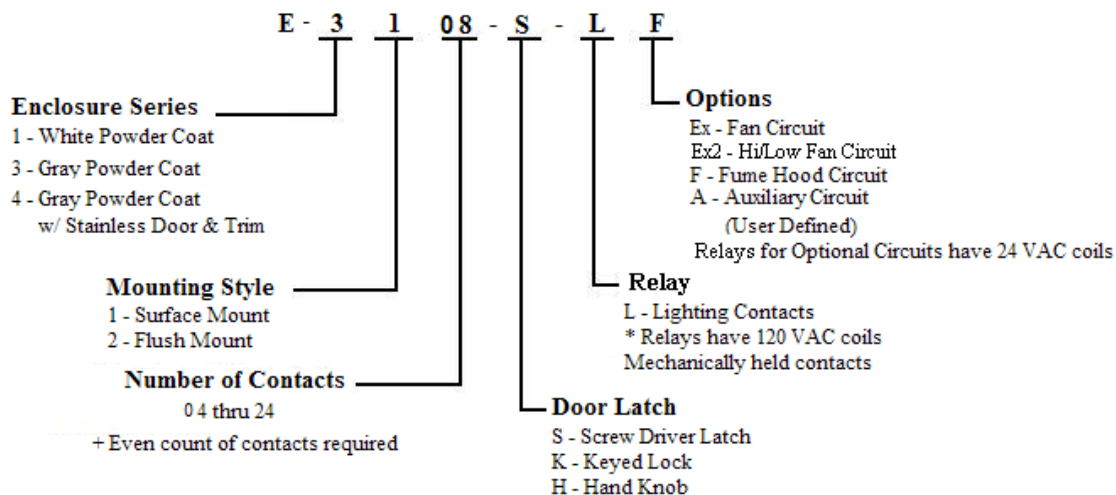 E - 3 1 08 - S - L F
Enclosure Series
1 - White Powder Coat
3 - Gray Powder Coat
4 - Gray Powder Coat
w/ Stainless Door & Trim
Mounting Style
1 - Surface Mount
2 - Flush Mount
Number of Contacts
04 thru 24
+ Even count of contacts required
Options
Ex - Fan Circuit
Ex2 - Hi/Low Fan Circuit
F - Fume Hood Circuit
A - Auxiliary Circuit
(User Defined)
Relays for Optional Circuits have 24 VAC coils
Relay
L - Lighting Contacts
* Relays have 120 VAC coils
Mechanically held contacts
Door Latch
S - Screw Driver Latch
K - Keyed Lock
H - Hand Knob